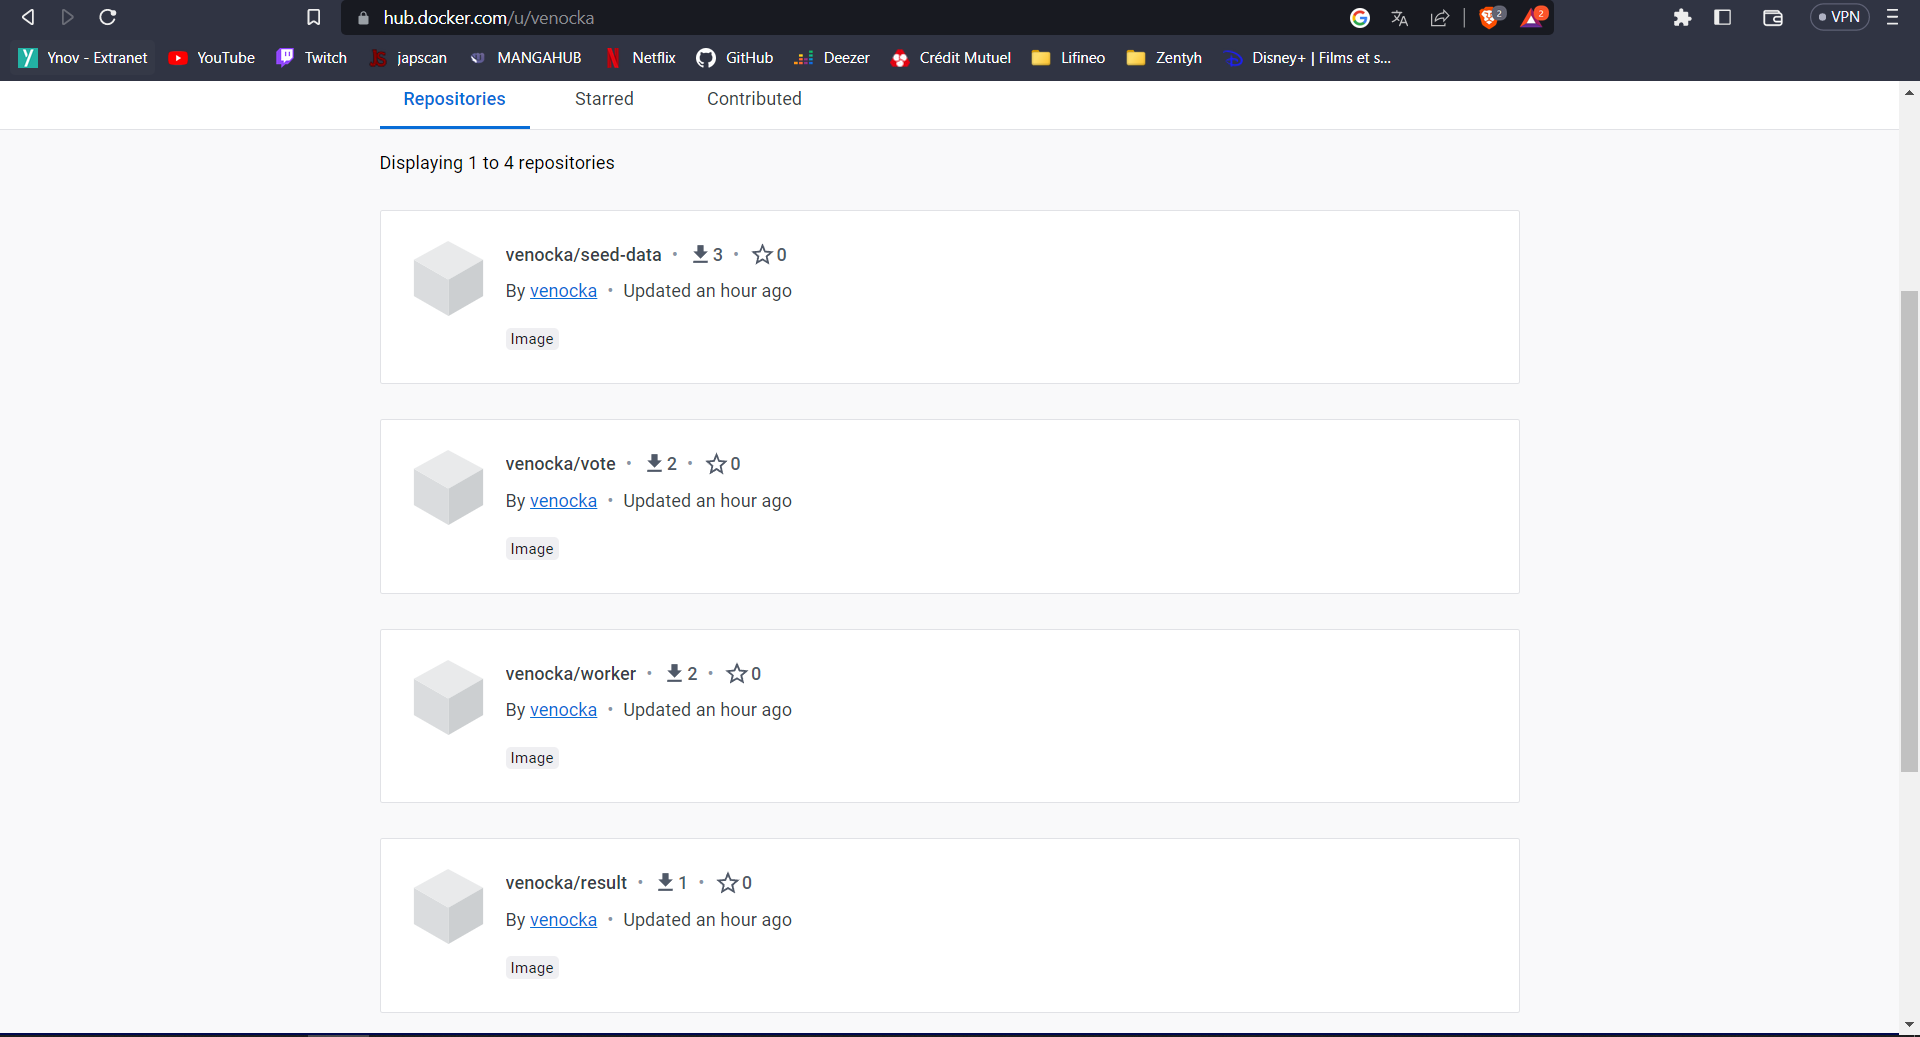 hub.docker.com/u/venocka
2
2
VPN
Ynov - Extranet
YouTube
Twitch
japscan
MANGAHUB
Netflix
GitHub
Deezer
Crédit Mutuel
Lifineo
Zentyh
Disney+ | Films et s...
Repositories
Starred
Contributed
Displaying 1 to 4 repositories
venocka/seed-data • 3 • 0
By venocka • Updated an hour ago
Image
venocka/vote • 2 • 0
By venocka • Updated an hour ago
Image
venocka/worker • 2 • 0
By venocka • Updated an hour ago
Image
venocka/result • 1 • 0
By venocka • Updated an hour ago
Image